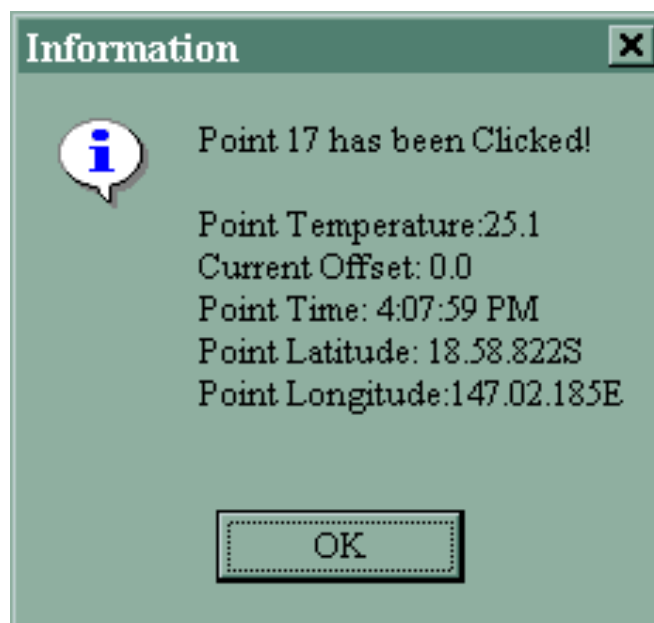 Information
Point 17 has been Clicked!
Point Temperature:25.1
Current Offset: 0.0
Point Time: 4:07:59 PM
Point Latitude: 18.58.822S
Point Longitude:147.02.185E
OK